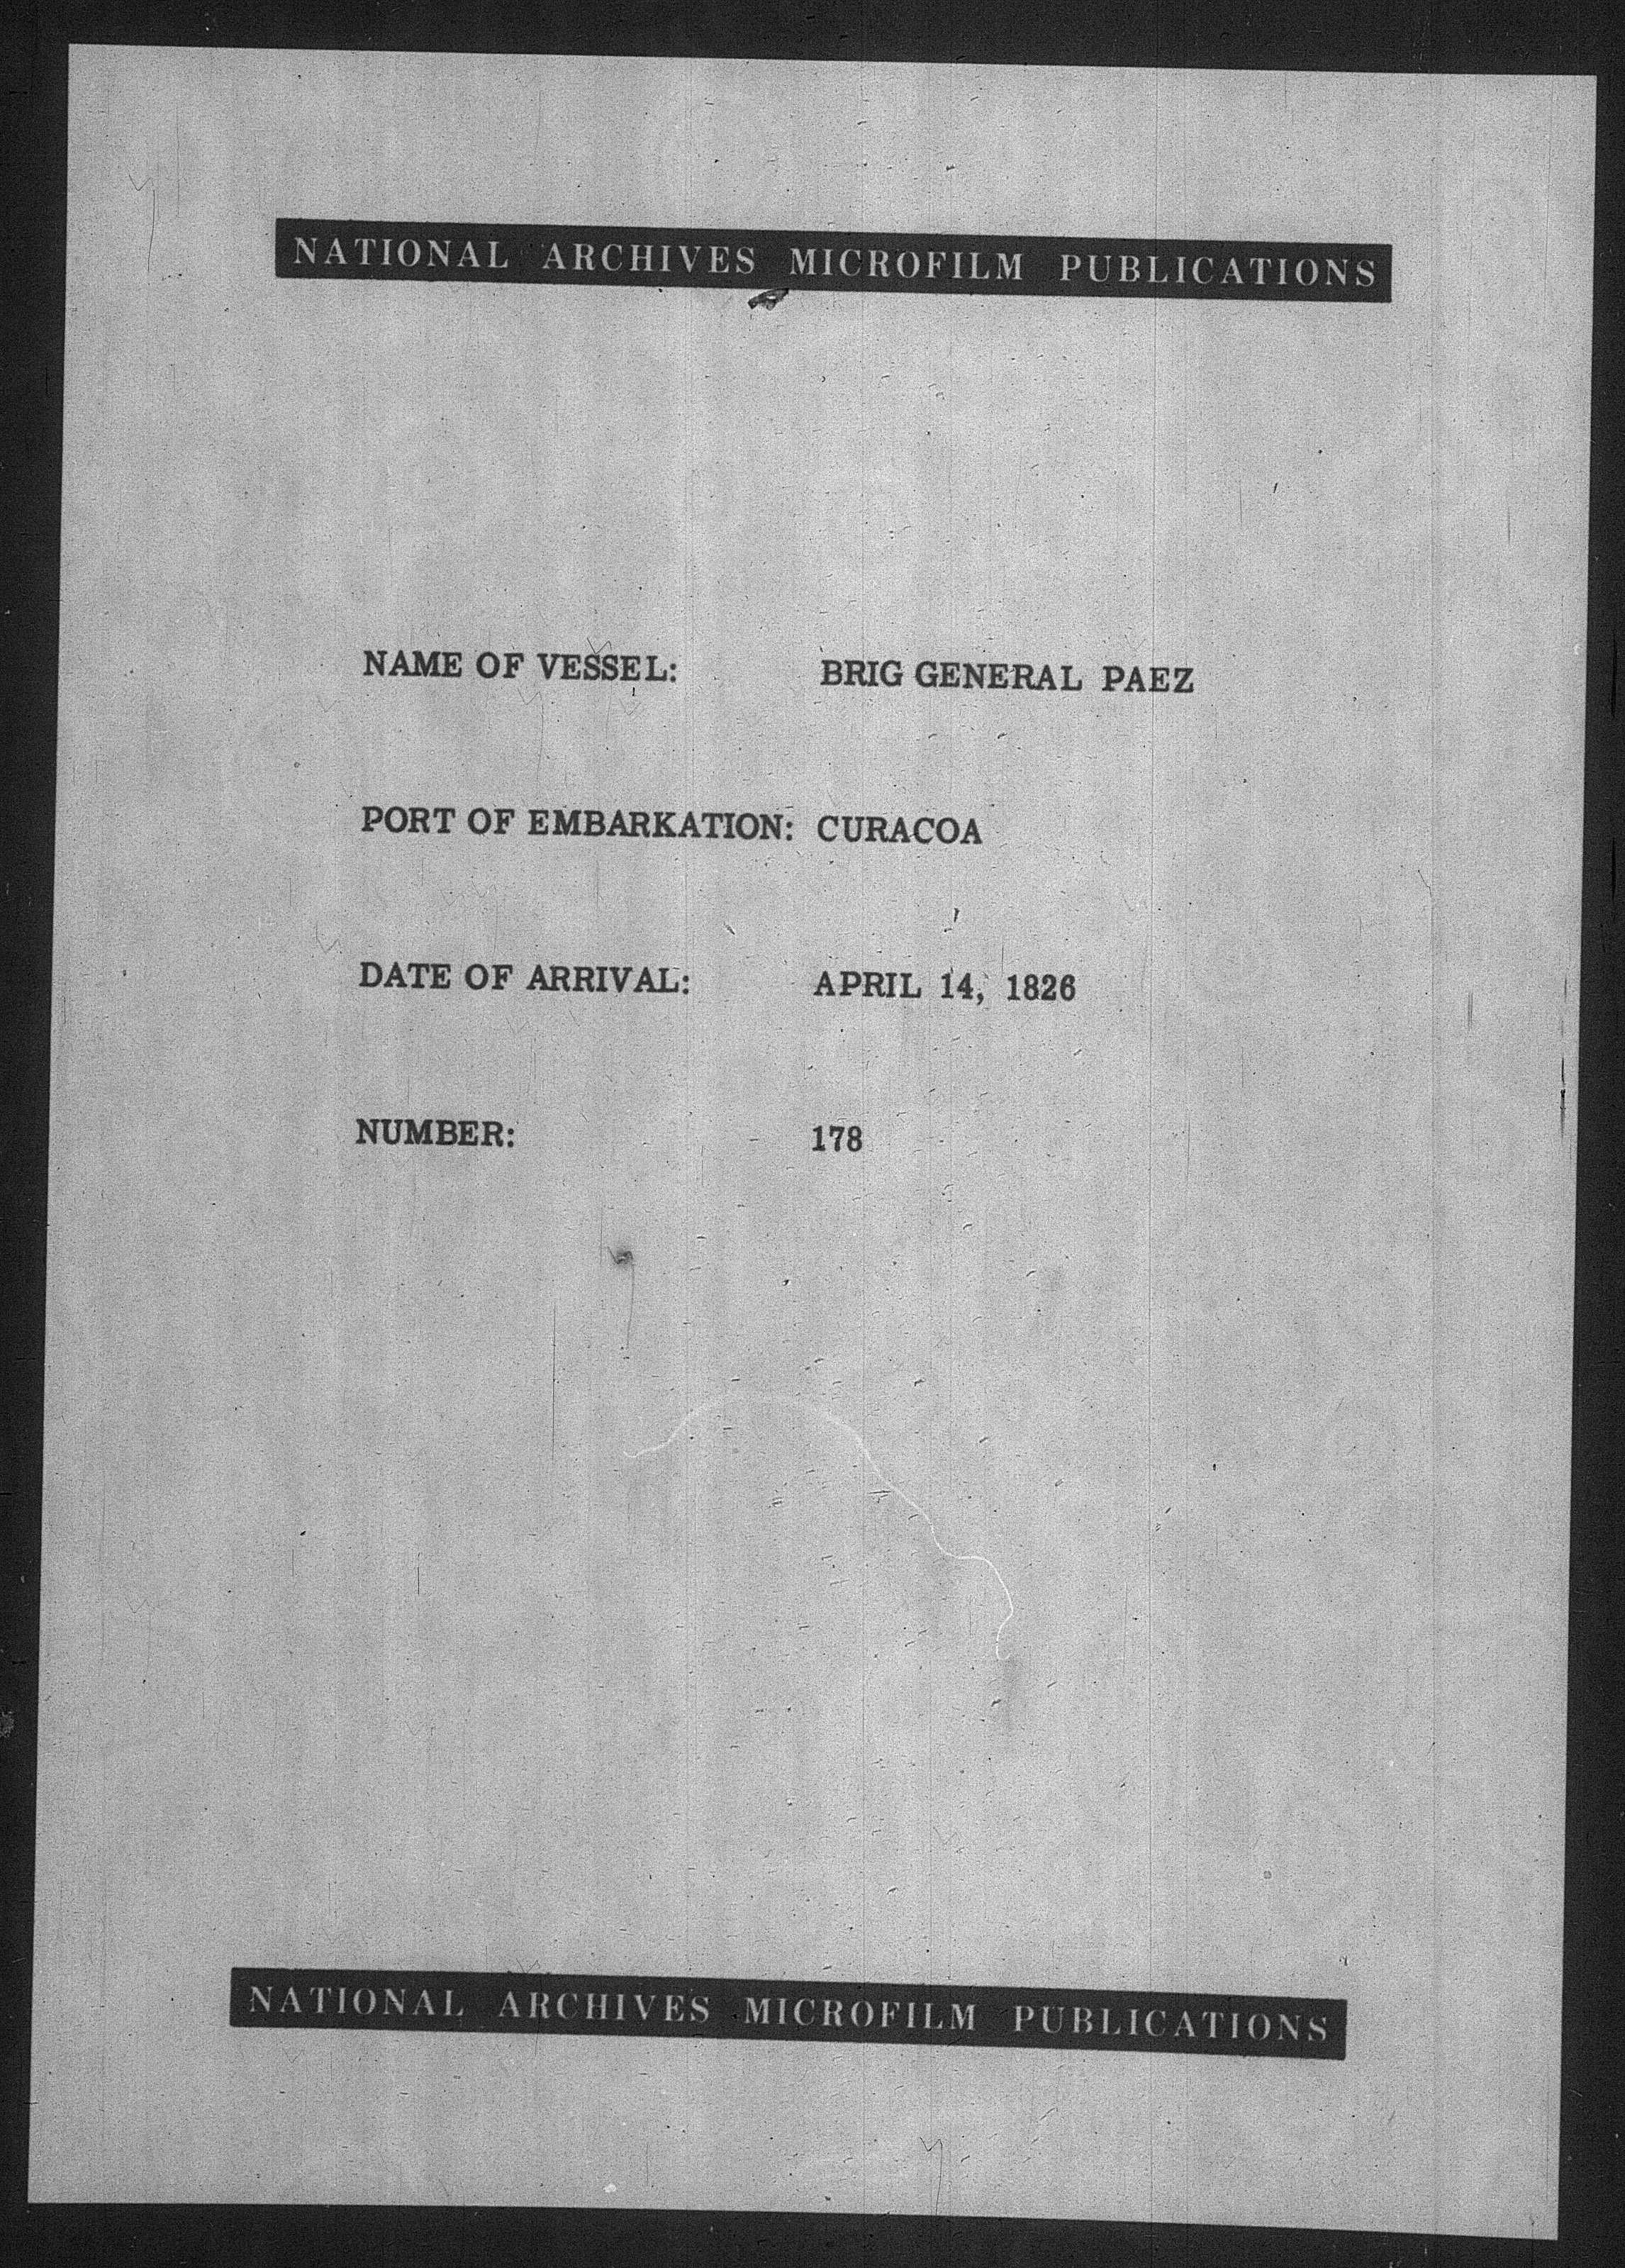 NATIONAL ARCHIVES MICROFILM PUBLICATIONS
NAME OF VESSEL: BRIG GENERAL PAEZ
PORT OF EMBARKATION: CURACOA
DATE OF ARRIVAL: APRIL 14, 1826
NUMBER: 178
NATIONAL ARCHIVES MICROFILM PUBLICATIONS